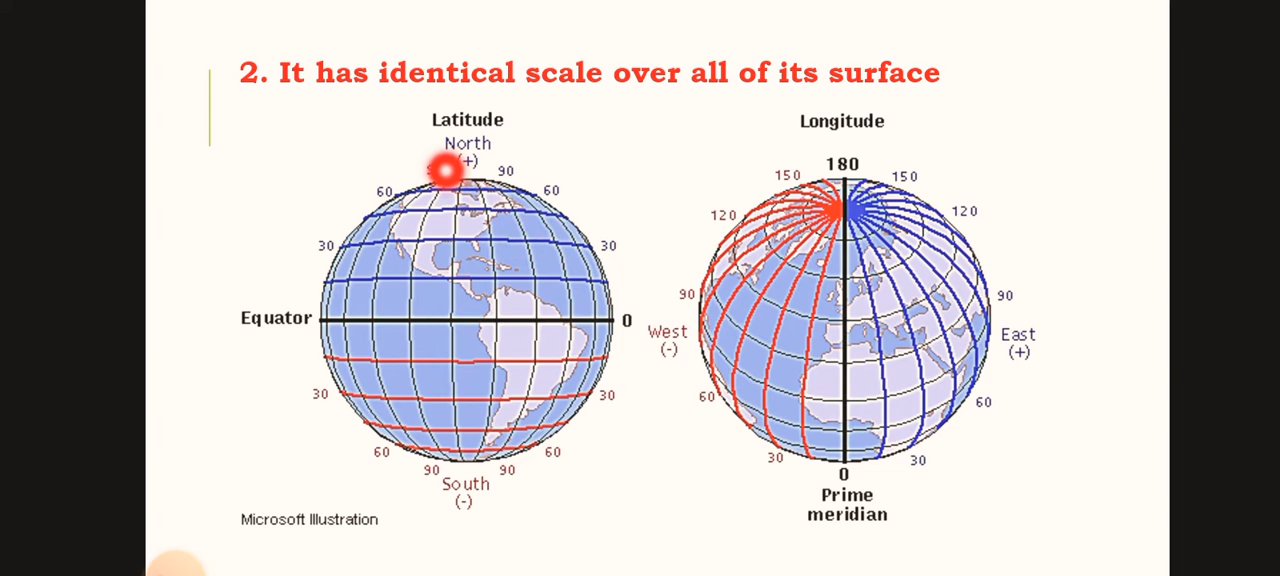 2. It has identical scale over all of its surface
Latitude
North
(+)
90
60
60
30
30
Equator
0
30
30
60
60
90
90
South
(-)
Microsoft Illustration
Longitude
180
150
150
120
120
90
90
West
(-)
East
(+)
60
60
30
30
0
Prime
meridian